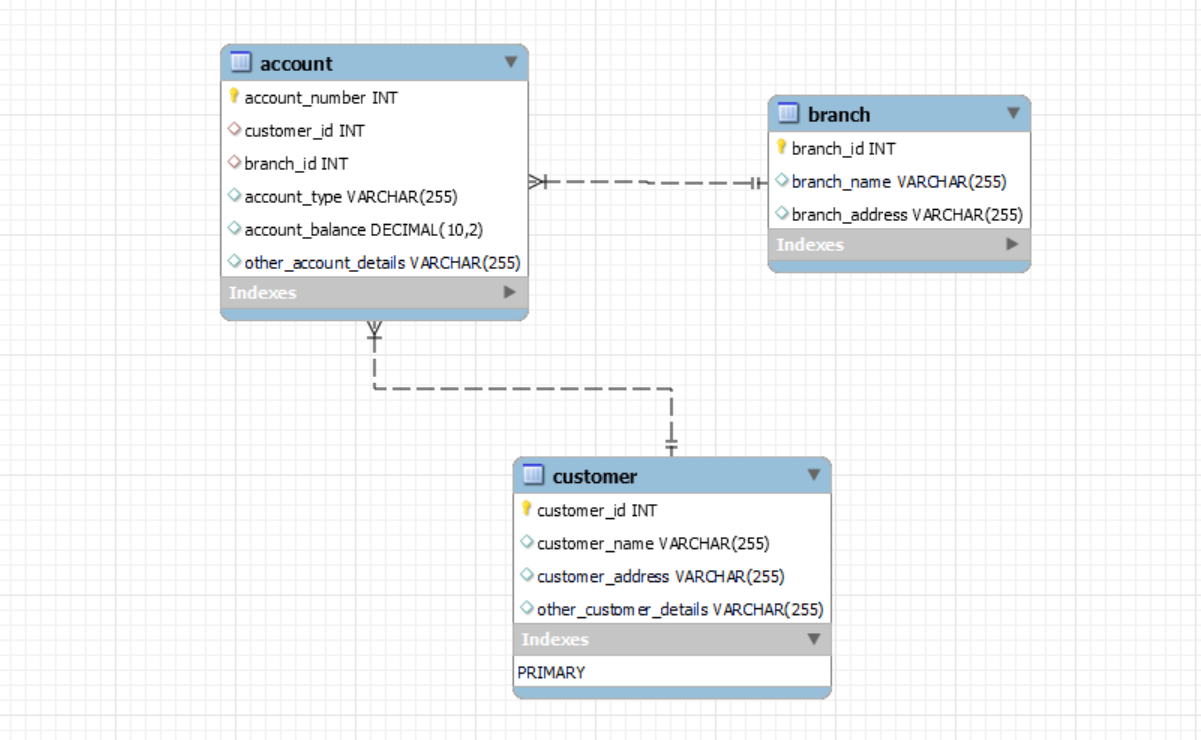 account
account_number INT
customer_id INT
branch_id INT
account_type VARCHAR(255)
account_balance DECIMAL(10,2)
other_account_details VARCHAR(255)
Indexes
branch
branch_id INT
branch_name VARCHAR(255)
branch_address VARCHAR(255)
Indexes
customer
customer_id INT
customer_name VARCHAR(255)
customer_address VARCHAR(255)
other_customer_details VARCHAR(255)
Indexes
PRIMARY